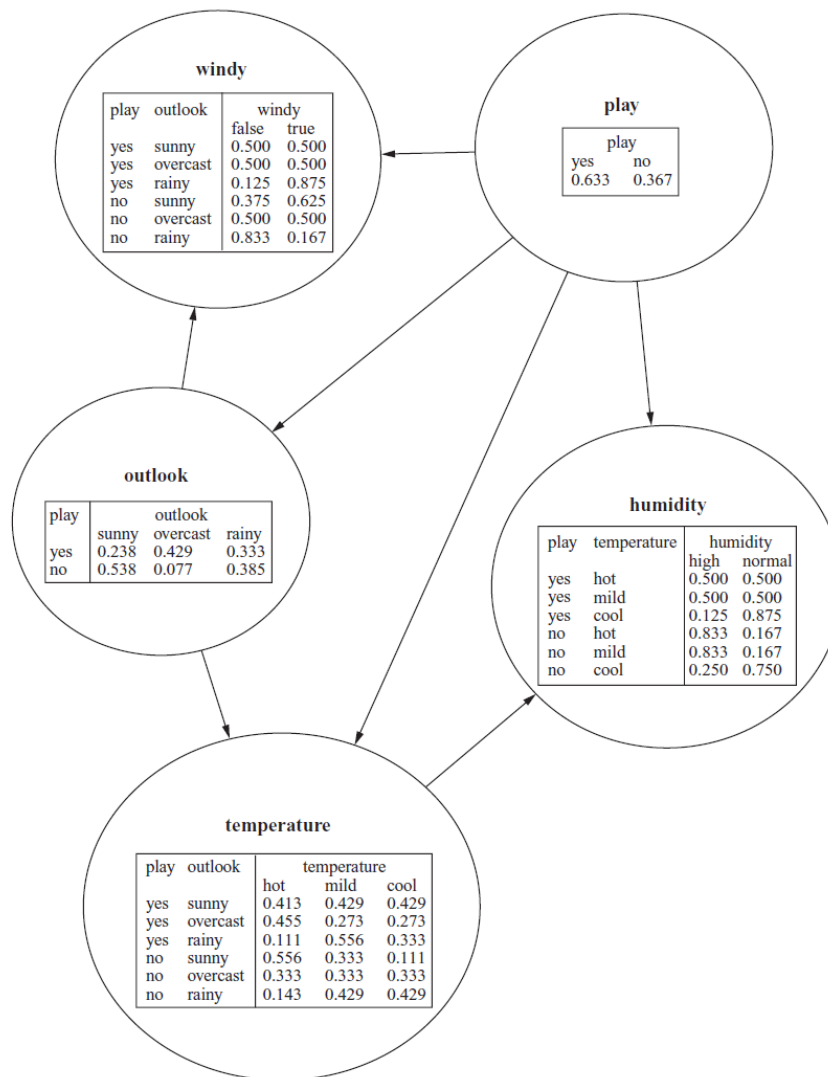 windy
play outlook windy
false true
yes sunny 0.500 0.500
yes overcast 0.500 0.500
yes rainy 0.125 0.875
no sunny 0.375 0.625
no overcast 0.500 0.500
no rainy 0.833 0.167
play
play
yes no
0.633 0.367
outlook
play outlook
sunny overcast rainy
yes 0.238 0.429 0.333
no 0.538 0.077 0.385
humidity
play temperature humidity
high normal
yes hot 0.500 0.500
yes mild 0.500 0.500
yes cool 0.125 0.875
no hot 0.833 0.167
no mild 0.833 0.167
no cool 0.250 0.750
temperature
play outlook temperature
hot mild cool
yes sunny 0.413 0.429 0.429
yes overcast 0.455 0.273 0.273
yes rainy 0.111 0.556 0.333
no sunny 0.556 0.333 0.111
no overcast 0.333 0.333 0.333
no rainy 0.143 0.429 0.429